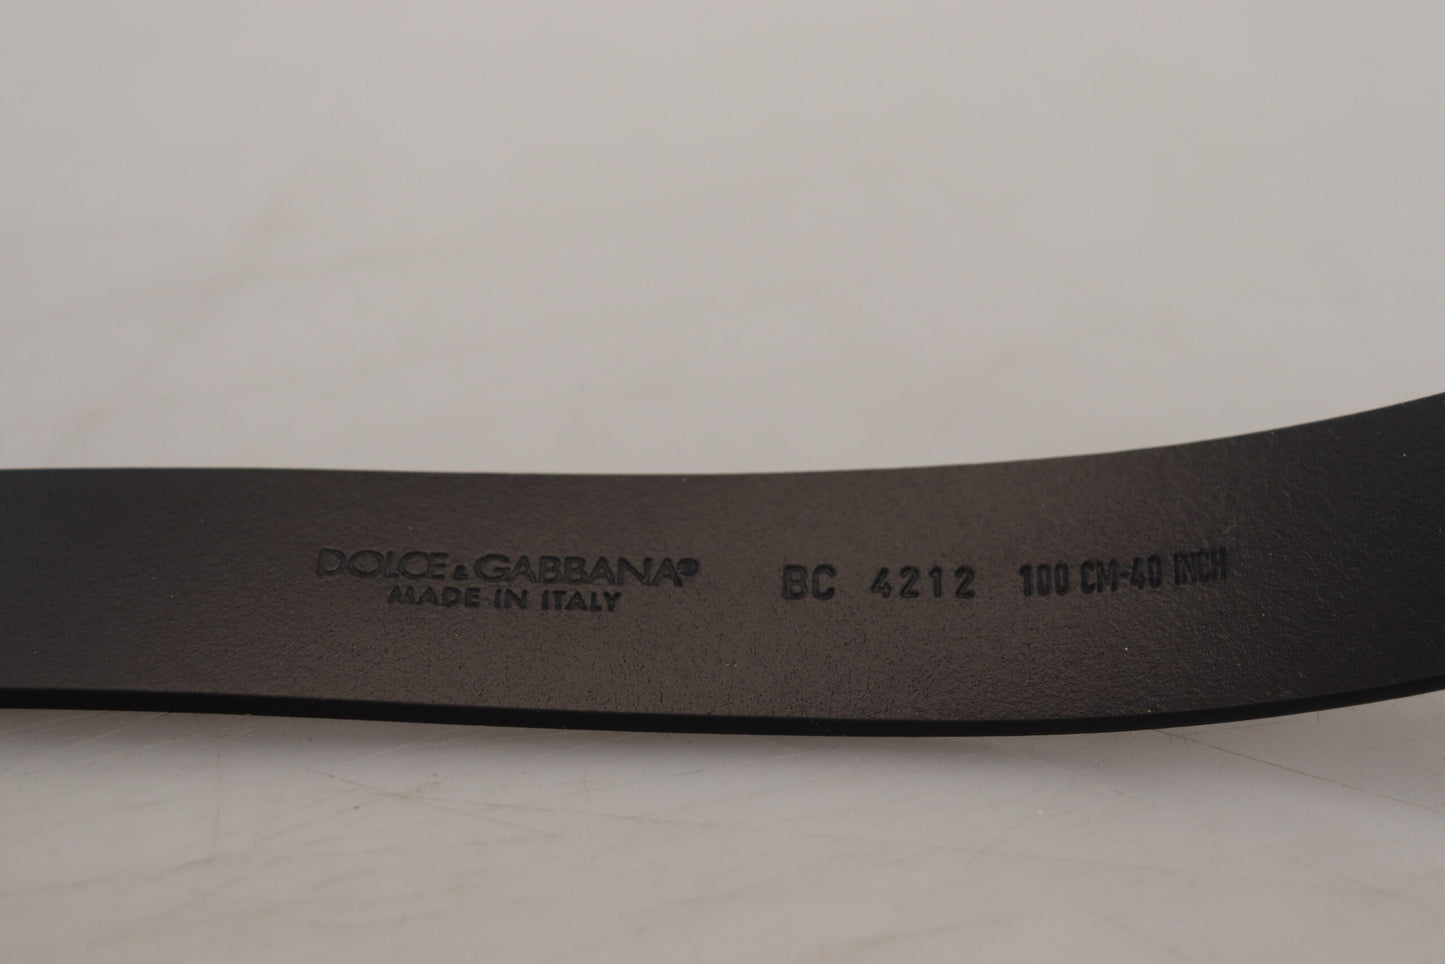 DOLCE & GABBANA® BC 4212 100 CM-40 INCH
MADE IN ITALY